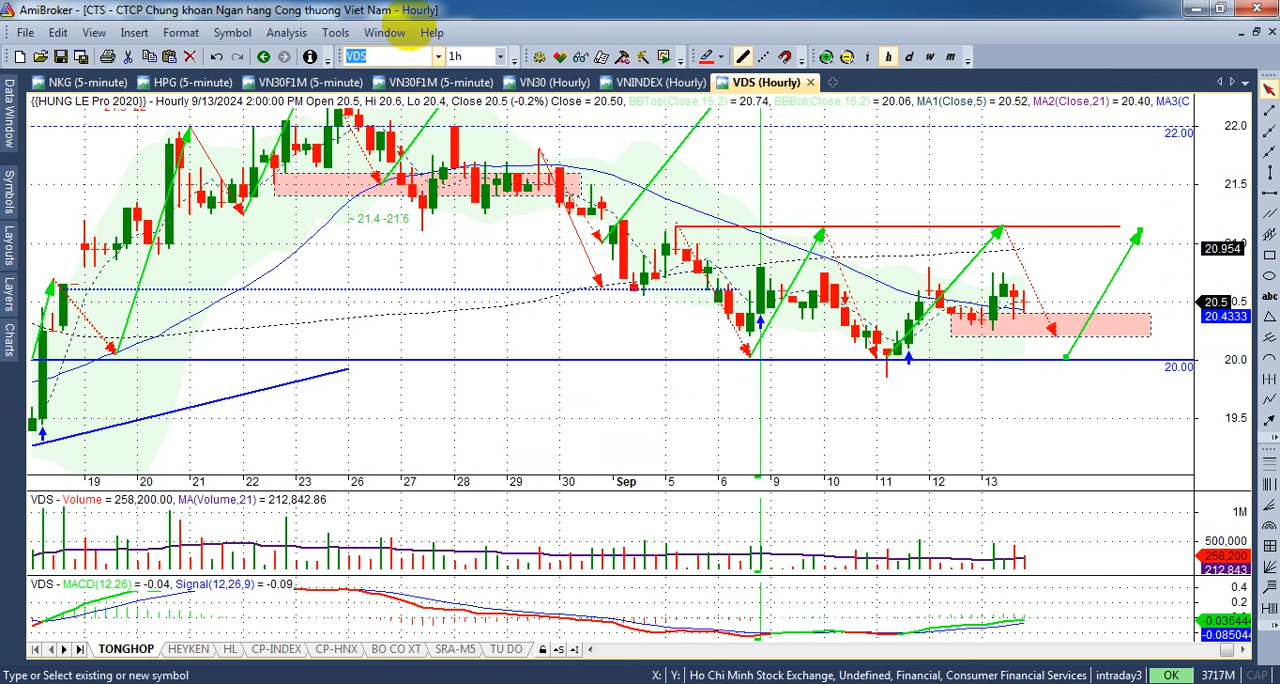 AmiBroker - [CTS - CTCP Chung khoan Ngan hang Cong thuong Viet Nam - Hourly]
File Edit View Insert Format Symbol Analysis Tools Window Help
VDS 1h h d w m
NKG (5-minute) HPG (5-minute) VN30F1M (5-minute) VN30F1M (5-minute) VN30 (Hourly) VNINDEX (Hourly) VDS (Hourly)
{{HUNG LE Pro 2020}} - Hourly 9/13/2024 2:00:00 PM Open 20.5, Hi 20.6, Lo 20.4, Close 20.5 (-0.2%) Close = 20.50, BBTop(Close,15,2) = 20.74, BBBot(Close,15,2) = 20.06, MA1(Close,5) = 20.52, MA2(Close,21) = 20.40, MA3(C
Data Window
Symbols
Layouts
Layers
Charts
22.0
22.00
21.5
~ 21.4 -21.6
20.954
20.5
20.4333
20.0
20.00
19.5
19 20 21 22 23 26 27 28 29 30 Sep 5 6 9 10 11 12 13
VDS - Volume = 258,200.00, MA(Volume,21) = 212,842.86
1M
500,000
258,200
212,843
VDS - MACD(12,26) = -0.04, Signal(12,26,9) = -0.09
0.4
0.2
-0.036444
-0.085044
TONGHOP HEYKEN HL CP-INDEX CP-HNX BO CO XT SRA-M5 TU DO
Type or Select existing or new symbol
X: Y: Ho Chi Minh Stock Exchange, Undefined, Financial, Consumer Financial Services intraday3 OK 3717M CAP